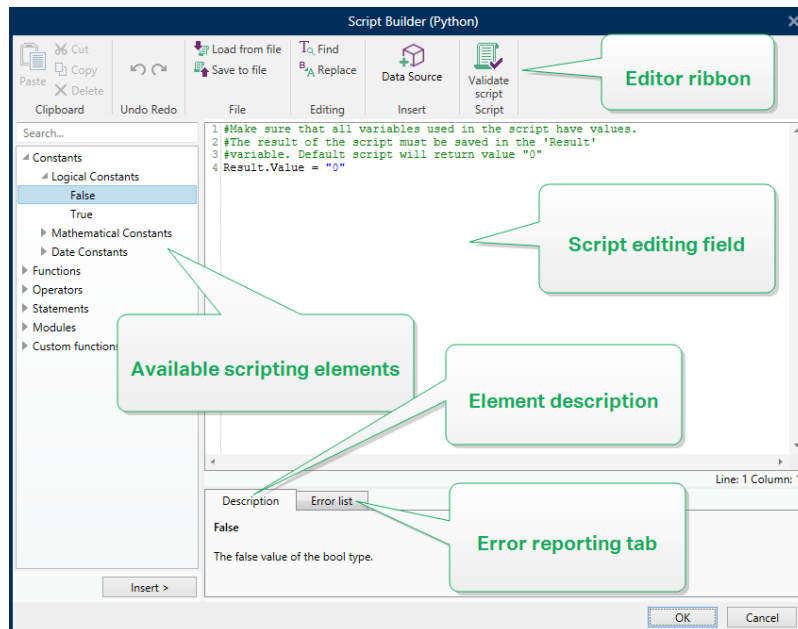 Script Builder (Python)
Paste
Cut
Copy
Delete
Clipboard
Undo Redo
Load from file
Save to file
File
Find
Replace
Editing
Data Source
Insert
Validate
script
Script
Editor ribbon
Search...
Constants
Logical Constants
False
True
Mathematical Constants
Date Constants
Functions
Operators
Statements
Modules
Custom functions
Insert >
1 #Make sure that all variables used in the script have values.
2 #The result of the script must be saved in the 'Result'
3 #variable. Default script will return value "0"
4 Result.Value = "0"
Script editing field
Available scripting elements
Element description
Line: 1 Column:
Description
Error list
False
The false value of the bool type.
Error reporting tab
OK
Cancel